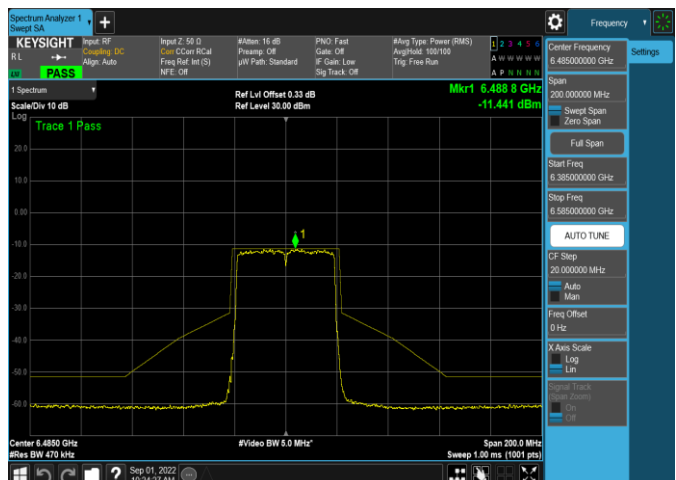 Spectrum Analyzer 1
Swept SA
Frequency
KEYSIGHT
R L
LW
PASS
Input: RF
Coupling: DC
Align: Auto
Input Z: 50 Ω
Corr CCorr RCal
Freq Ref: Int (S)
NFE: Off
#Atten: 16 dB
Preamp: Off
µW Path: Standard
PNO: Fast
Gate: Off
IF Gain: Low
Sig Track: Off
#Avg Type: Power (RMS)
Avg|Hold: 100/100
Trig: Free Run
1 2 3 4 5 6
A W W W W W
A P N N N N
1 Spectrum
Scale/Div 10 dB
Log
Ref Lvl Offset 0.33 dB
Ref Level 30.00 dBm
Mkr1 6.488 8 GHz
-11.441 dBm
Trace 1 Pass
20.0
10.0
0.00
-10.0
-20.0
-30.0
-40.0
-50.0
-60.0
1
Center 6.4850 GHz
#Res BW 470 kHz
#Video BW 5.0 MHz*
Span 200.0 MHz
Sweep 1.00 ms (1001 pts)
Sep 01, 2022
10:24:27 AM
Center Frequency
6.485000000 GHz
Span
200.000000 MHz
Swept Span
Zero Span
Full Span
Start Freq
6.385000000 GHz
Stop Freq
6.585000000 GHz
AUTO TUNE
CF Step
20.000000 MHz
Auto
Man
Freq Offset
0 Hz
X Axis Scale
Log
Lin
Signal Track
(Span Zoom)
On
Off
Settings